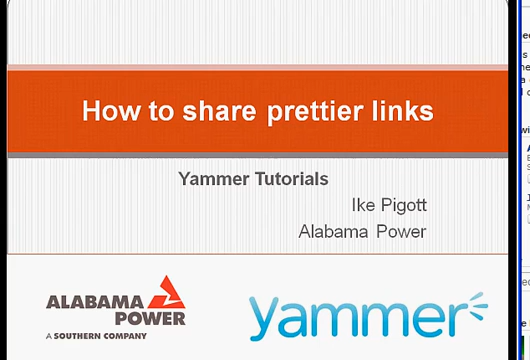 How to share prettier links
Yammer Tutorials
Ike Pigott
Alabama Power
ALABAMA
POWER
A SOUTHERN COMPANY
yammer